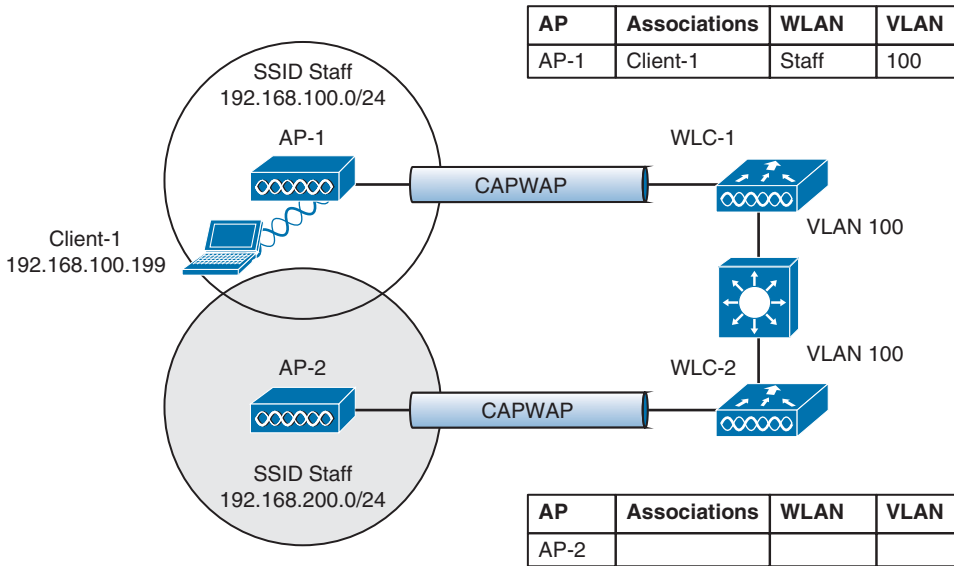 AP Associations WLAN VLAN
AP-1 Client-1 Staff 100
SSID Staff
192.168.100.0/24
AP-1
WLC-1
CAPWAP
VLAN 100
Client-1
192.168.100.199
VLAN 100
AP-2
WLC-2
CAPWAP
SSID Staff
192.168.200.0/24
AP Associations WLAN VLAN
AP-2